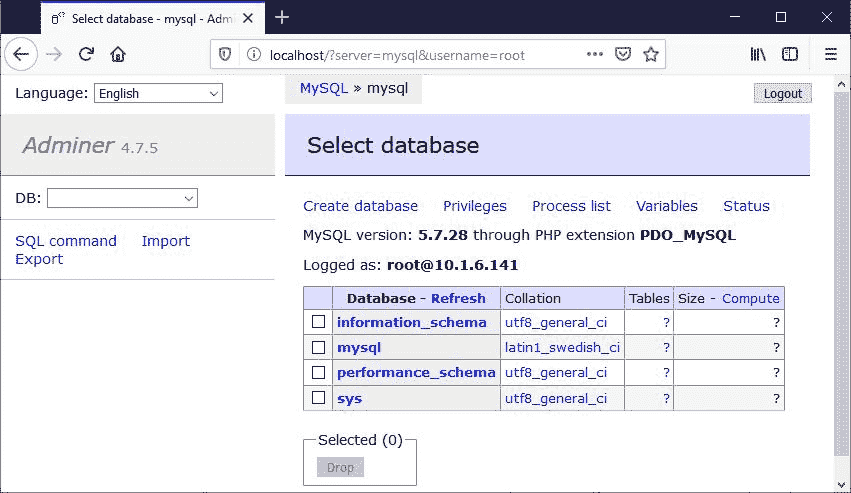 Select database - mysql - Ad
localhost/?server=mysql&username=root
Language: English
MySQL » mysql
Logout
Adminer 4.7.5
Select database
DB:
Create database Privileges Process list Variables Status
SQL command Import
Export
MySQL version: 5.7.28 through PHP extension PDO_MySQL
Logged as: root@10.1.6.141
Database - Refresh Collation Tables Size - Compute
information_schema utf8_general_ci ? ?
mysql latin1_swedish_ci ? ?
performance_schema utf8_general_ci ? ?
sys utf8_general_ci ? ?
Selected (0)
Drop